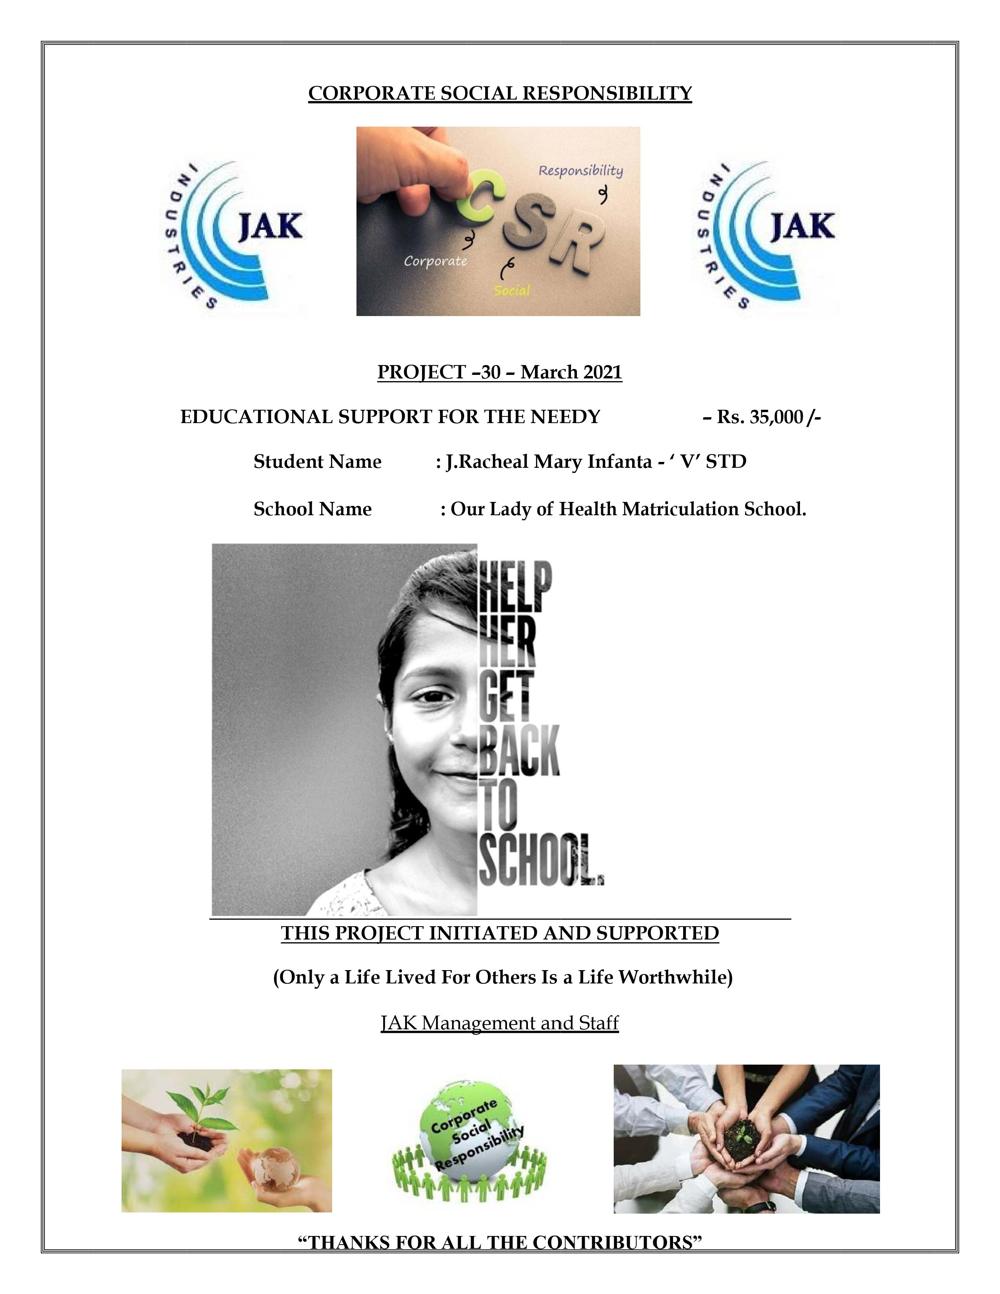 CORPORATE SOCIAL RESPONSIBILITY
INDUSTRIES
JAK
CSR
Responsibility
Corporate
Social
INDUSTRIES
JAK
PROJECT –30 – March 2021
EDUCATIONAL SUPPORT FOR THE NEEDY – Rs. 35,000 /-
Student Name : J.Racheal Mary Infanta - ‘ V’ STD
School Name : Our Lady of Health Matriculation School.
HELP
HER
GET
BACK
TO
SCHOOL.
THIS PROJECT INITIATED AND SUPPORTED
(Only a Life Lived For Others Is a Life Worthwhile)
JAK Management and Staff
Corporate
Social
Responsibility
“THANKS FOR ALL THE CONTRIBUTORS”